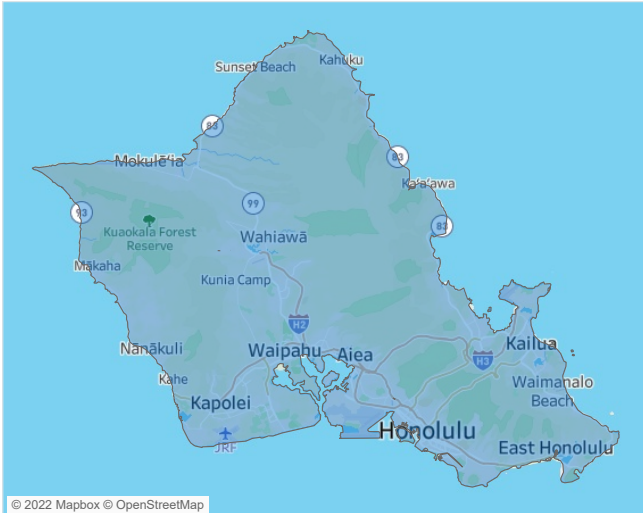 Kahuku
Sunset Beach
83
Mokulē‘ia
83
Ka‘a‘awa
93
99
83
Kuaokala Forest
Reserve
Wahiawā
Mākaha
Kunia Camp
H2
Nānākuli
Waipahu
Aiea
H3
Kailua
Kahe
Waimanalo
Beach
Kapolei
JRF
Honolulu
East Honolulu
© 2022 Mapbox © OpenStreetMap